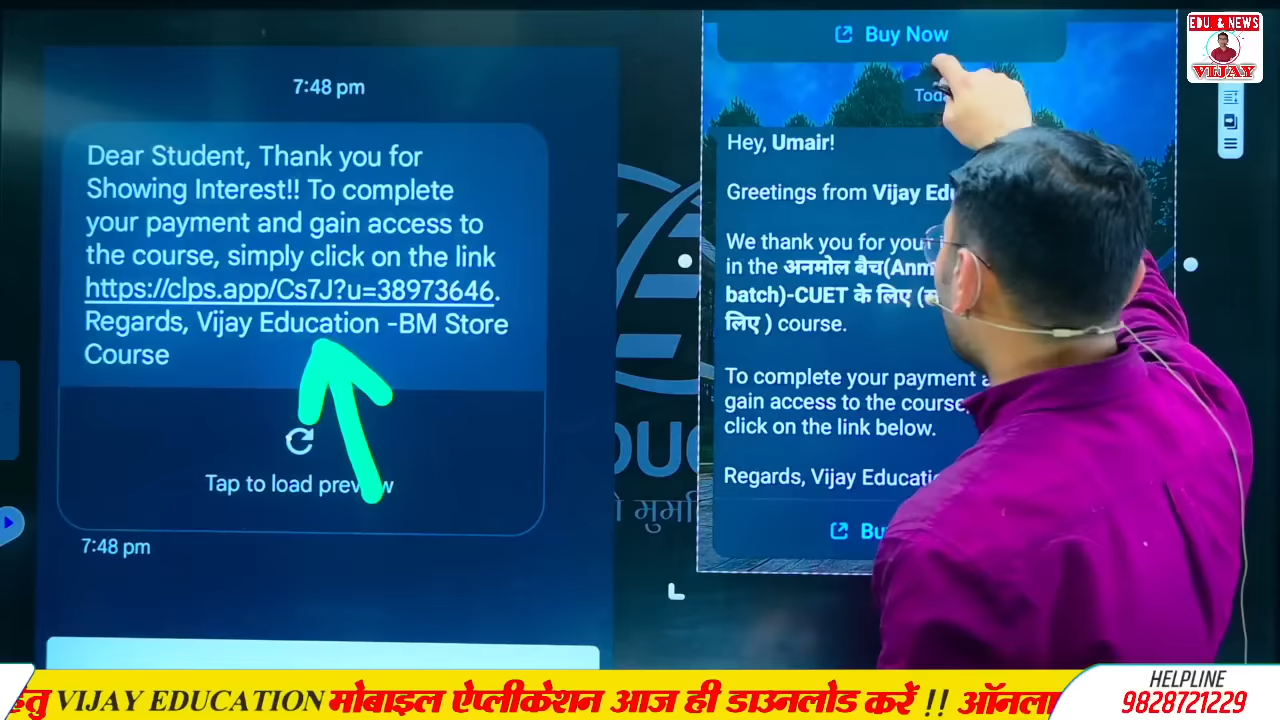 7:48 pm
Dear Student, Thank you for
Showing Interest!! To complete
your payment and gain access to
the course, simply click on the link
https://clps.app/Cs7J?u=38973646.
Regards, Vijay Education -BM Store
Course
Tap to load preview
7:48 pm
Buy Now
Hey, Umair!
Greetings from Vijay Edu
We thank you for your
in the अनमोल बैच(Anm
batch)-CUET के लिए
लिए ) course.
To complete your payment a
gain access to the course,
click on the link below.
Regards, Vijay Educati
Bu
EDU. & NEWS
VIJAY
VIJAY EDUCATION मोबाइल ऐप्लीकेशन आज ही डाउनलोड करें !!
HELPLINE
9828721229